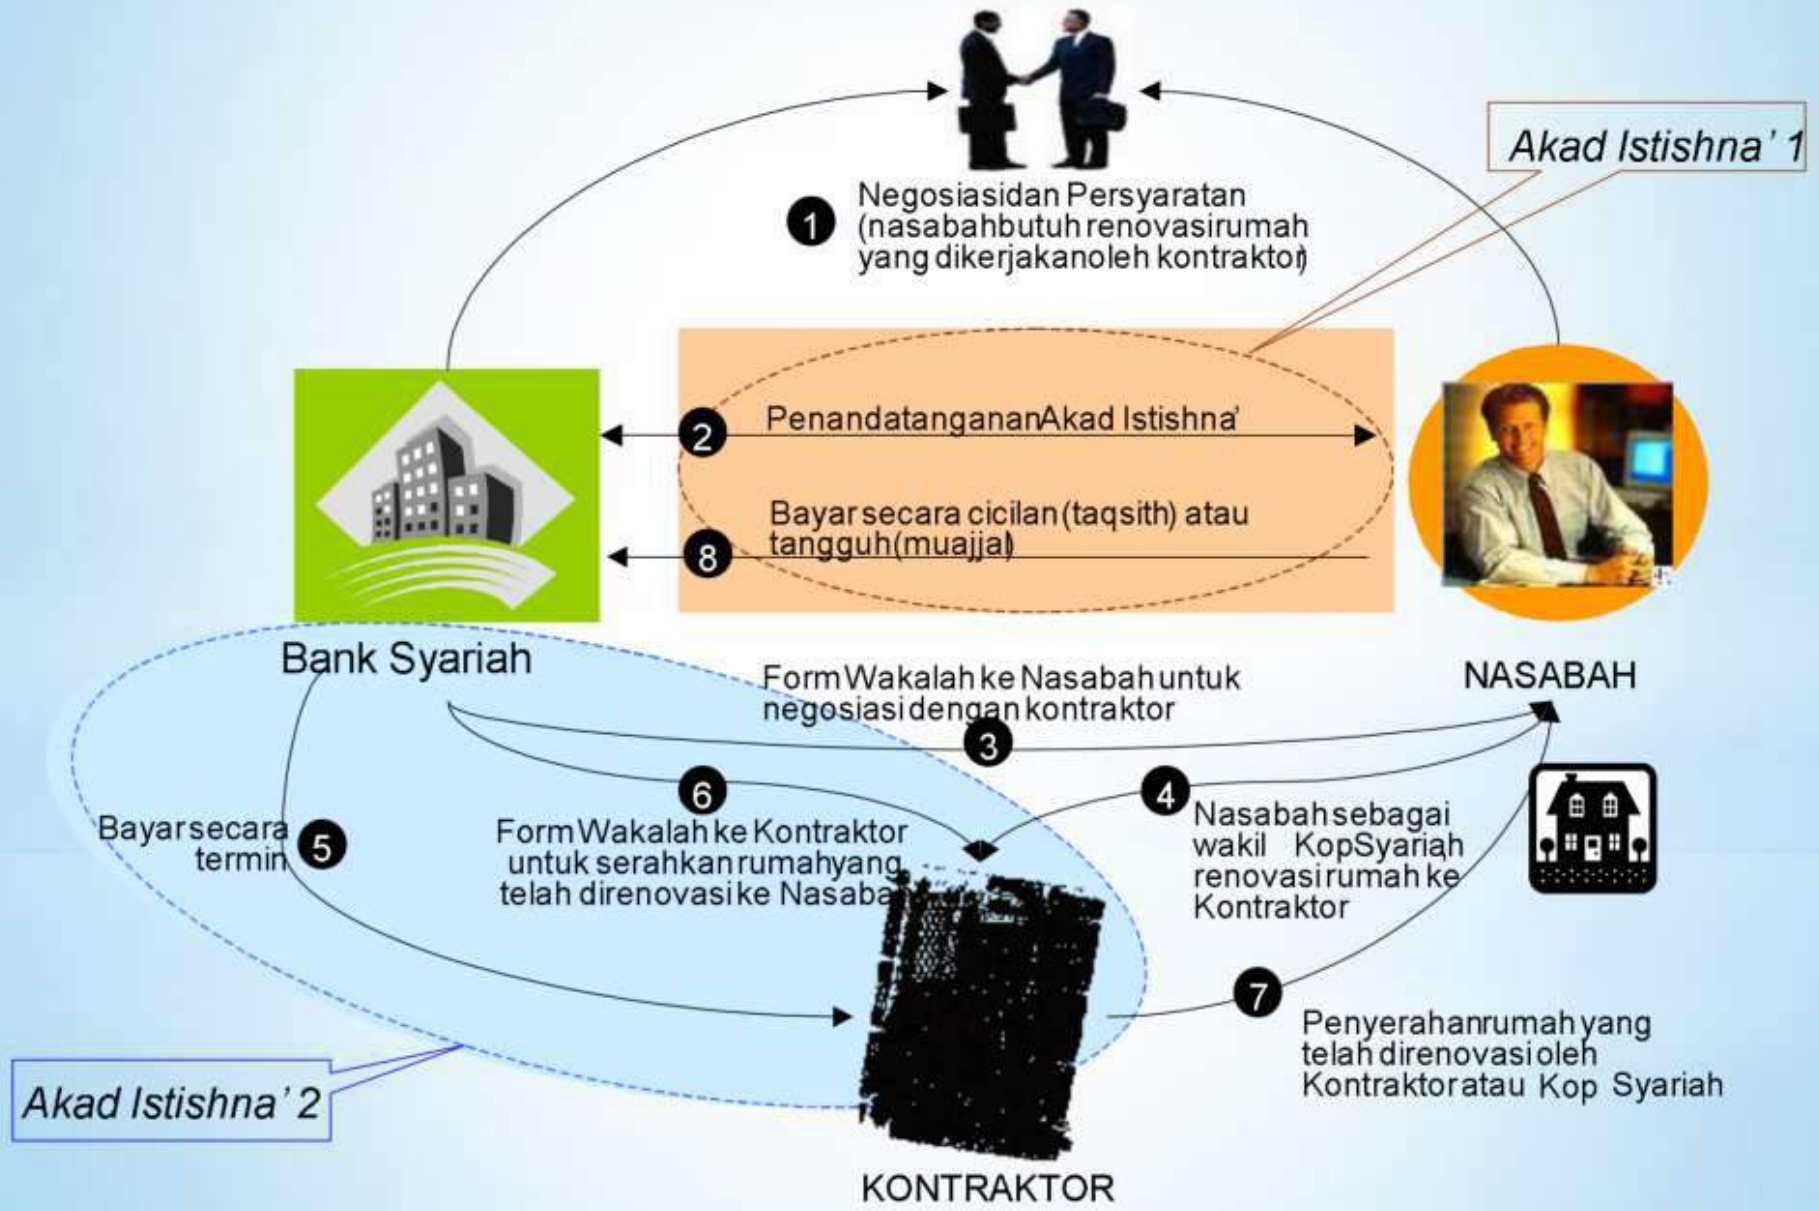 Akad Istishna' 1
1
Negosiasidan Persyaratan
(nasabahbutuh renovasirumah
yang dikerjakanoleh kontraktor)
2
PenandatangananAkad Istishna'
8
Bayar secara cicilan (taqsith) atau
tangguh (muajjal)
Bank Syariah
NASABAH
Form Wakalah ke Nasabah untuk
negosiasi dengan kontraktor
3
6
Form Wakalah ke Kontraktor
untuk serahkan rumahyang
telah direnovasi ke Nasaba
4
Nasabah sebagai
wakil KopSyariah
renovasi rumah ke
Kontraktor
Bayar secara
termin
5
7
Penyerahanrumah yang
telah direnovasi oleh
Kontraktor atau Kop Syariah
Akad Istishna' 2
KONTRAKTOR